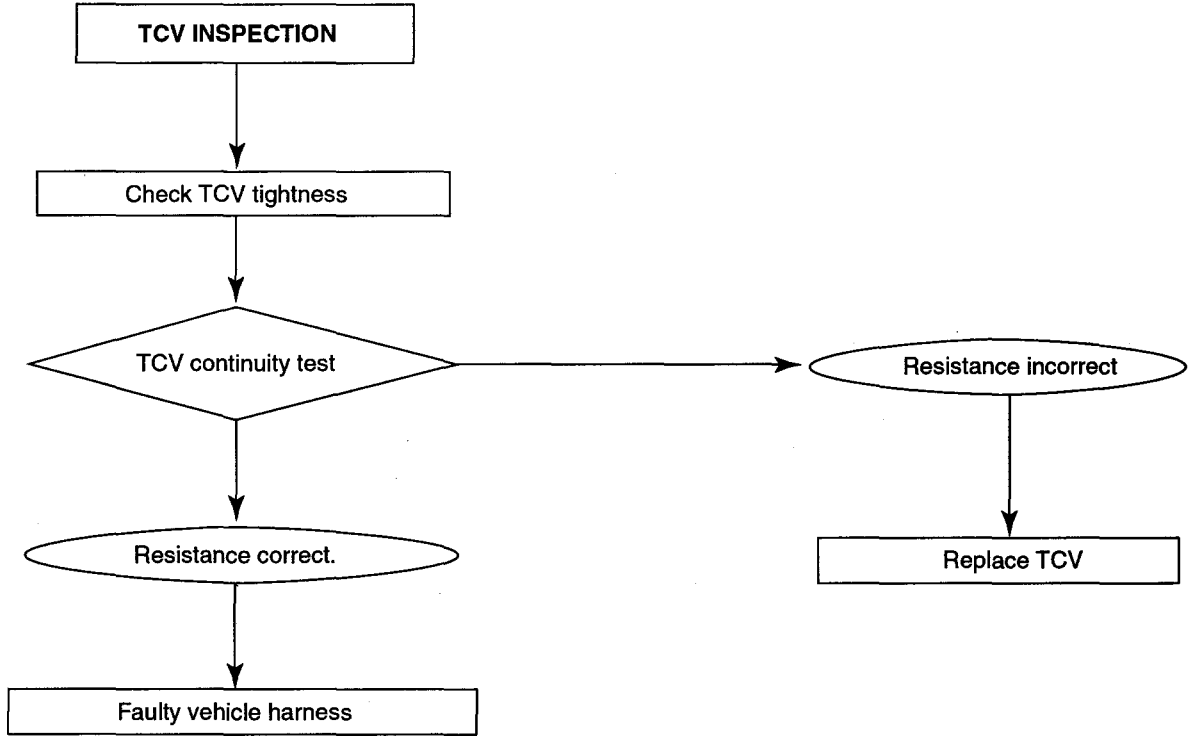 TCV INSPECTION
Check TCV tightness
TCV continuity test
Resistance incorrect
Resistance correct.
Replace TCV
Faulty vehicle harness